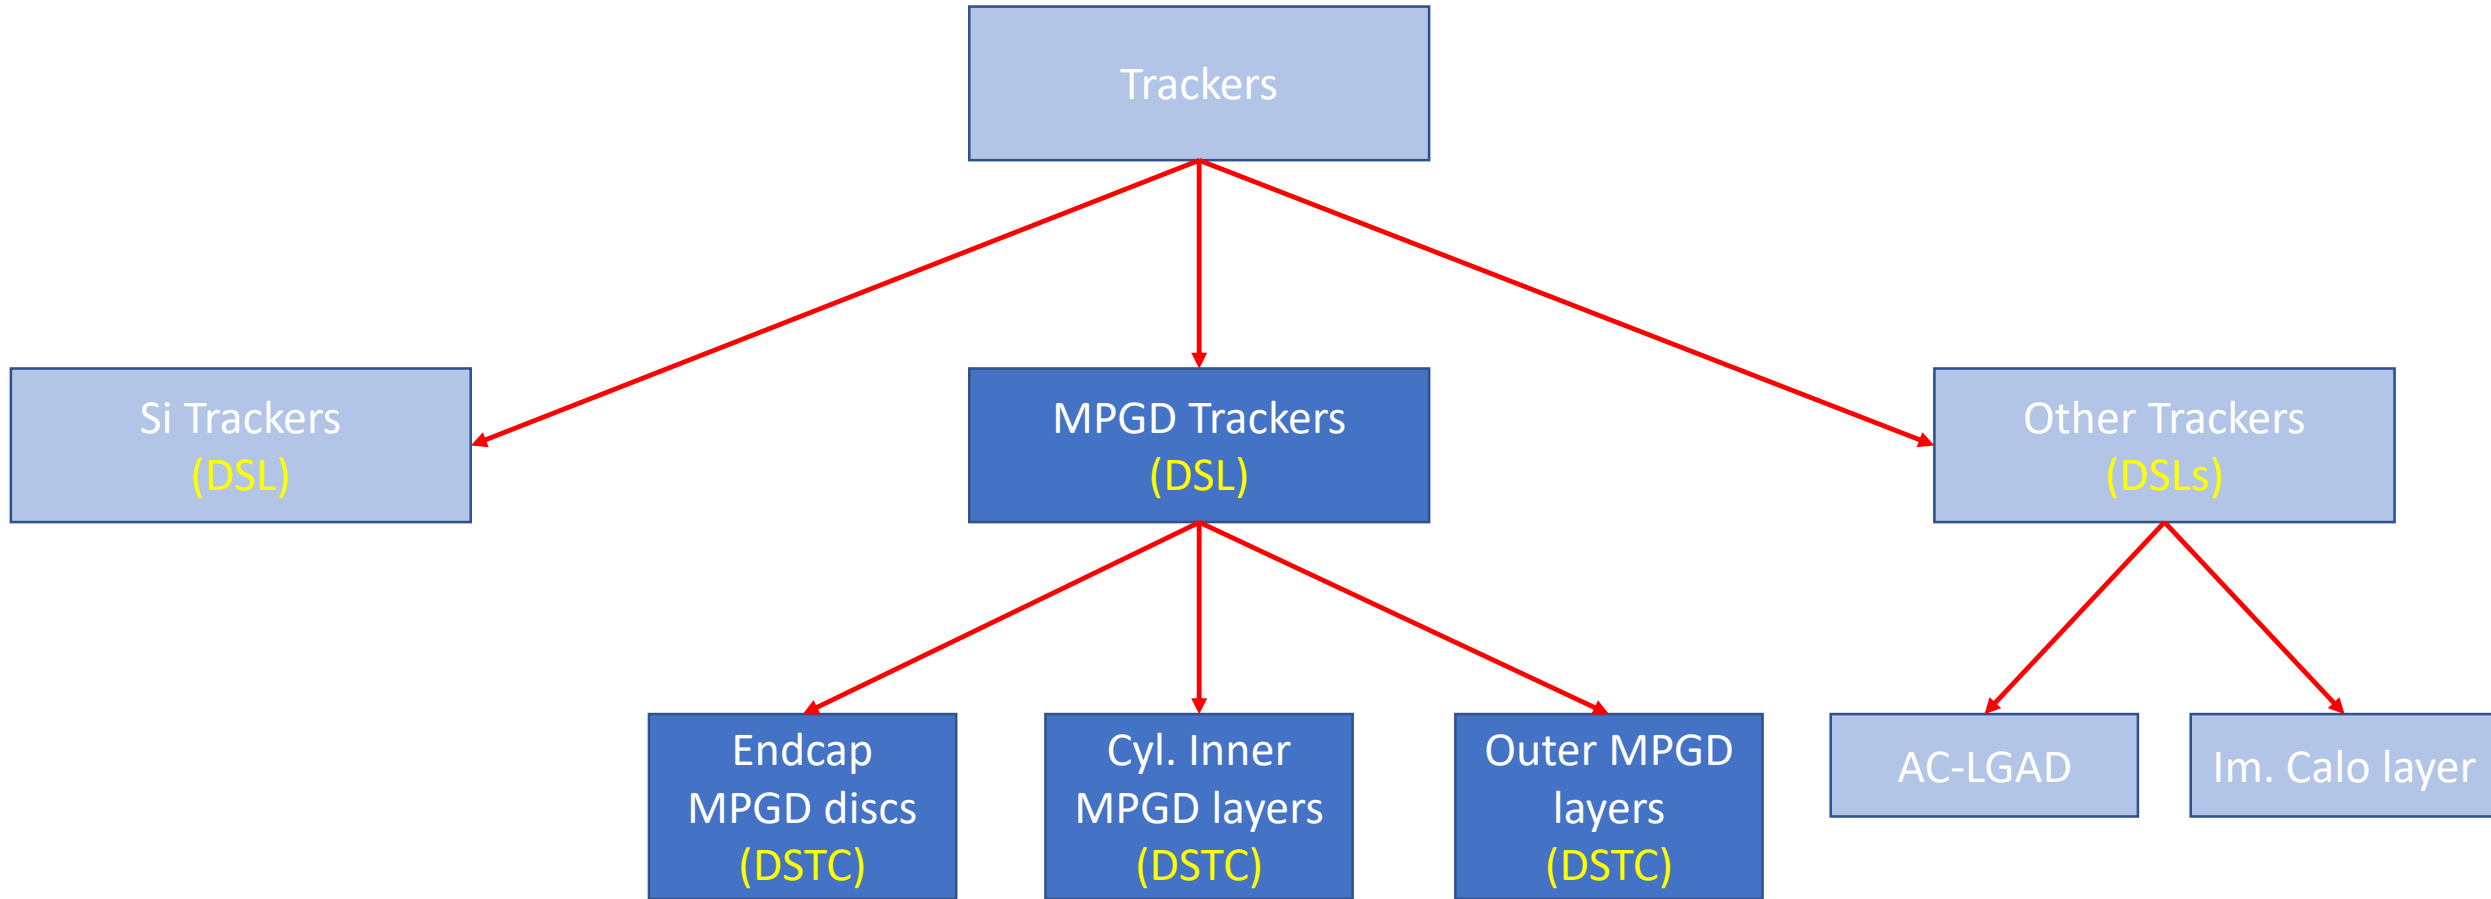 Trackers
Si Trackers
(DSL)
MPGD Trackers
(DSL)
Other Trackers
(DSLs)
Endcap
MPGD discs
(DSTC)
Cyl. Inner
MPGD layers
(DSTC)
Outer MPGD
layers
(DSTC)
AC-LGAD
Im. Calo layer